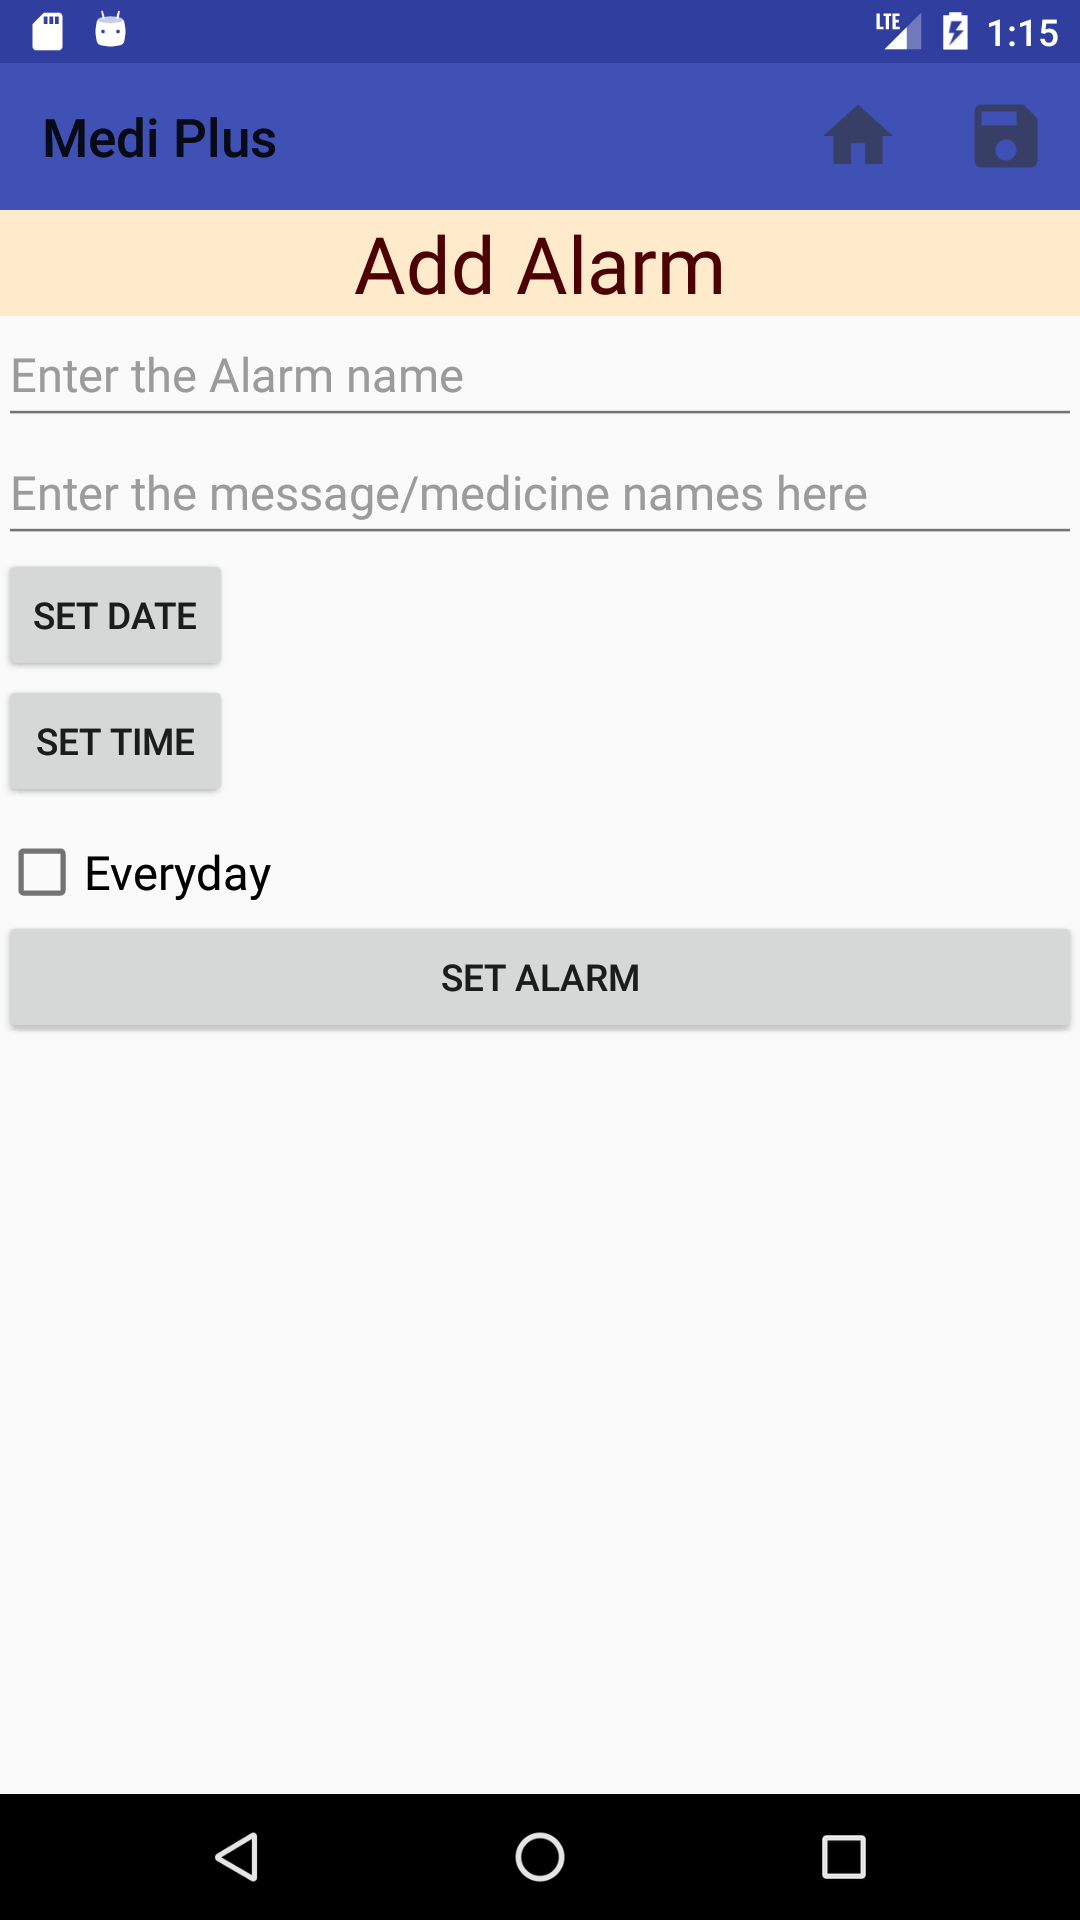 LTE 1:15
Medi Plus
Add Alarm
Enter the Alarm name
Enter the message/medicine names here
SET DATE
SET TIME
Everyday
SET ALARM